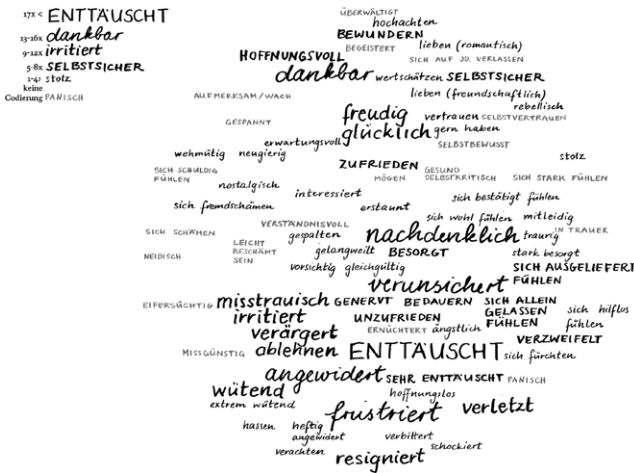 17x < ENTTÄUSCHT
13-16x dankbar
9-12x irritiert
5-8x SELBSTSICHER
1-4x stolz
keine
Codierung PANISCH
ÜBERWÄLTIGT
hochachten
BEWUNDERN
BEGEISTERT lieben (romantisch)
HOFFNUNGSVOLL SICH AUF JD. VERLASSEN
dankbar wertschätzen SELBSTSICHER
AUFMERKSAM/WACH lieben (freundschaftlich)
rebellisch
freudig vertrauen SELBSTVERTRAUEN
GESPANNT glücklich gern haben
erwartungsvoll SELBSTBEWUSST
wehmütig neugierig stolz
ZUFRIEDEN GESUND
SICH SCHULDIG MÖGEN SELBSTKRITISCH SICH STARK FÜHLEN
FÜHLEN
nostalgisch interessiert sich bestätigt fühlen
sich fremdschämen erstaunt
sich wohl fühlen mitleidig
VERSTÄNDNISVOLL
SICH SCHÄMEN gespalten nachdenklich traurig IN TRAUER
LEICHT
BESCHÄMT gelangweilt BESORGT stark besorgt
NEIDISCH SEIN
vorsichtig gleichgültig SICH AUSGELIEFERT
verunsichert FÜHLEN
EIFERSÜCHTIG misstrauisch GENERVT BEDAUERN SICH ALLEIN
irritiert UNZUFRIEDEN GELASSEN sich hilflos
verärgert ERNÜCHTERT ängstlich FÜHLEN fühlen
VERZWEIFELT
MISSGÜNSTIG ablehnen ENTTÄUSCHT sich fürchten
angewidert SEHR ENTTÄUSCHT PANISCH
wütend hoffnungslos
extrem wütend frustriert verletzt
hassen heftig
angewidert verbittert
verachten schockiert
resigniert